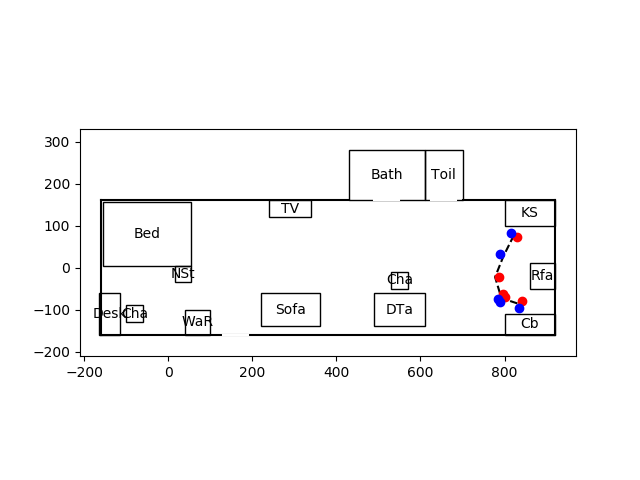 300
200
100
0
−100
−200
−200
0
200
400
600
800
Bath
Toil
TV
KS
Bed
NSt
Cha
Rfa
Desk
Cha
WaR
Sofa
DTa
Cb